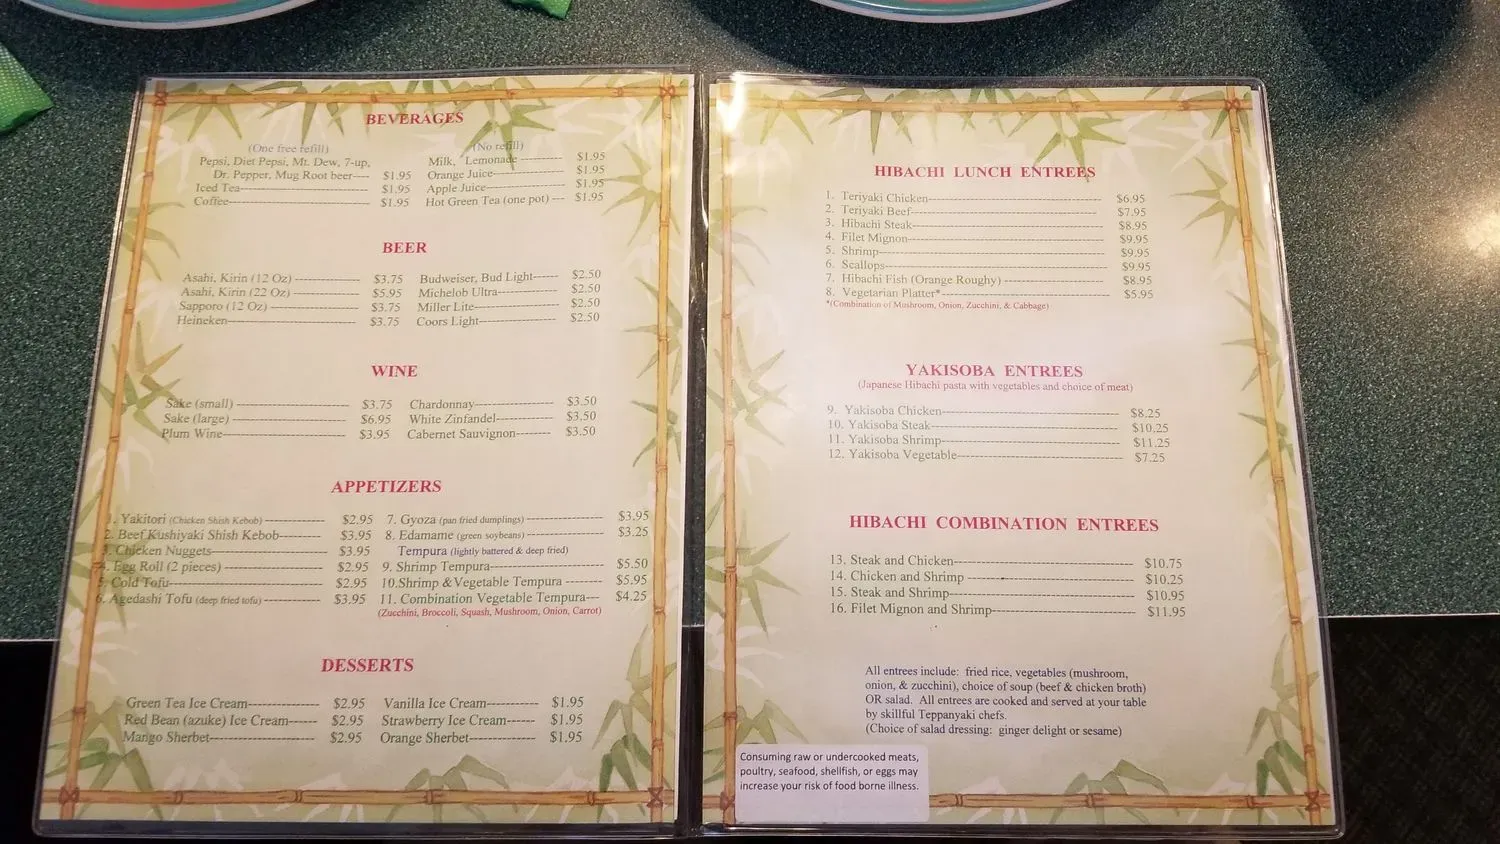 BEVERAGES
(One free refill)
Pepsi, Diet Pepsi, Mt. Dew, 7-up,
Dr. Pepper, Mug Root beer---- $1.95
Iced Tea---- $1.95
Coffee---- $1.95
(No refill)
Milk, Lemonade ---- $1.95
Orange Juice---- $1.95
Apple Juice---- $1.95
Hot Green Tea (one pot) --- $1.95
BEER
Asahi, Kirin (12 Oz) ---- $3.75
Asahi, Kirin (22 Oz) ---- $5.95
Sapporo (12 Oz) ---- $3.75
Heineken---- $3.75
Budweiser, Bud Light---- $2.50
Michelob Ultra---- $2.50
Miller Lite---- $2.50
Coors Light---- $2.50
WINE
Sake (small) ---- $3.75
Sake (large) ---- $6.95
Plum Wine---- $3.95
Chardonnay---- $3.50
White Zinfandel---- $3.50
Cabernet Sauvignon---- $3.50
APPETIZERS
1. Yakitori (Chicken Shish Kebob) ---- $2.95
2. Beef Kushiyaki Shish Kebob---- $3.95
3. Chicken Nuggets---- $3.95
4. Egg Roll (2 pieces) ---- $2.95
5. Cold Tofu---- $2.95
6. Agedashi Tofu (deep fried tofu) ---- $3.95
7. Gyoza (pan fried dumplings) ---- $3.95
8. Edamame (green soybeans) ---- $3.25
Tempura (lightly battered & deep fried)
9. Shrimp Tempura---- $5.50
10.Shrimp &Vegetable Tempura ---- $5.95
11. Combination Vegetable Tempura--- $4.25
(Zucchini, Broccoli, Squash, Mushroom, Onion, Carrot)
DESSERTS
Green Tea Ice Cream---- $2.95
Red Bean (azuke) Ice Cream---- $2.95
Mango Sherbet---- $2.95
Vanilla Ice Cream---- $1.95
Strawberry Ice Cream---- $1.95
Orange Sherbet---- $1.95
HIBACHI LUNCH ENTREES
1. Teriyaki Chicken---- $6.95
2. Teriyaki Beef---- $7.95
3. Hibachi Steak---- $8.95
4. Filet Mignon---- $9.95
5. Shrimp---- $9.95
6. Scallops---- $9.95
7. Hibachi Fish (Orange Roughy) ---- $8.95
8. Vegetarian Platter*---- $5.95
*(Combination of Mushroom, Onion, Zucchini, & Cabbage)
YAKISOBA ENTREES
(Japanese Hibachi pasta with vegetables and choice of meat)
9. Yakisoba Chicken---- $8.25
10. Yakisoba Steak---- $10.25
11. Yakisoba Shrimp---- $11.25
12. Yakisoba Vegetable---- $7.25
HIBACHI COMBINATION ENTREES
13. Steak and Chicken---- $10.75
14. Chicken and Shrimp ---- $10.25
15. Steak and Shrimp---- $10.95
16. Filet Mignon and Shrimp---- $11.95
All entrees include: fried rice, vegetables (mushroom,
onion, & zucchini), choice of soup (beef & chicken broth)
OR salad. All entrees are cooked and served at your table
by skillful Teppanyaki chefs.
(Choice of salad dressing: ginger delight or sesame)
Consuming raw or undercooked meats,
poultry, seafood, shellfish, or eggs may
increase your risk of food borne illness.